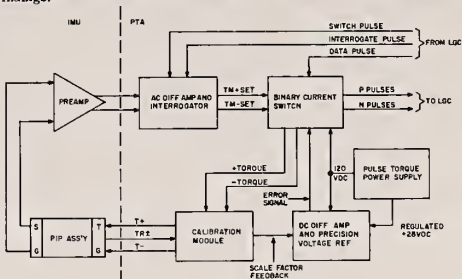 manage.
IMU
PTA
SWITCH PULSE
INTERROGATE PULSE
DATA PULSE
FROM LGC
PREAMP
AC DIFF AMP AND
INTERROGATOR
TM+SET
TM-SET
BINARY CURRENT
SWITCH
P PULSES
N PULSES
TO LGC
+TORQUE
-TORQUE
ERROR
SIGNAL
120
VDC
PULSE TORQUE
POWER SUPPLY
REGULATED
+28VDC
S
T
G
G
PIP ASS'Y
T+
TR±
T-
CALIBRATION
MODULE
DC DIFF AMP
AND PRECISION
VOLTAGE REF
SCALE FACTOR
FEEDBACK